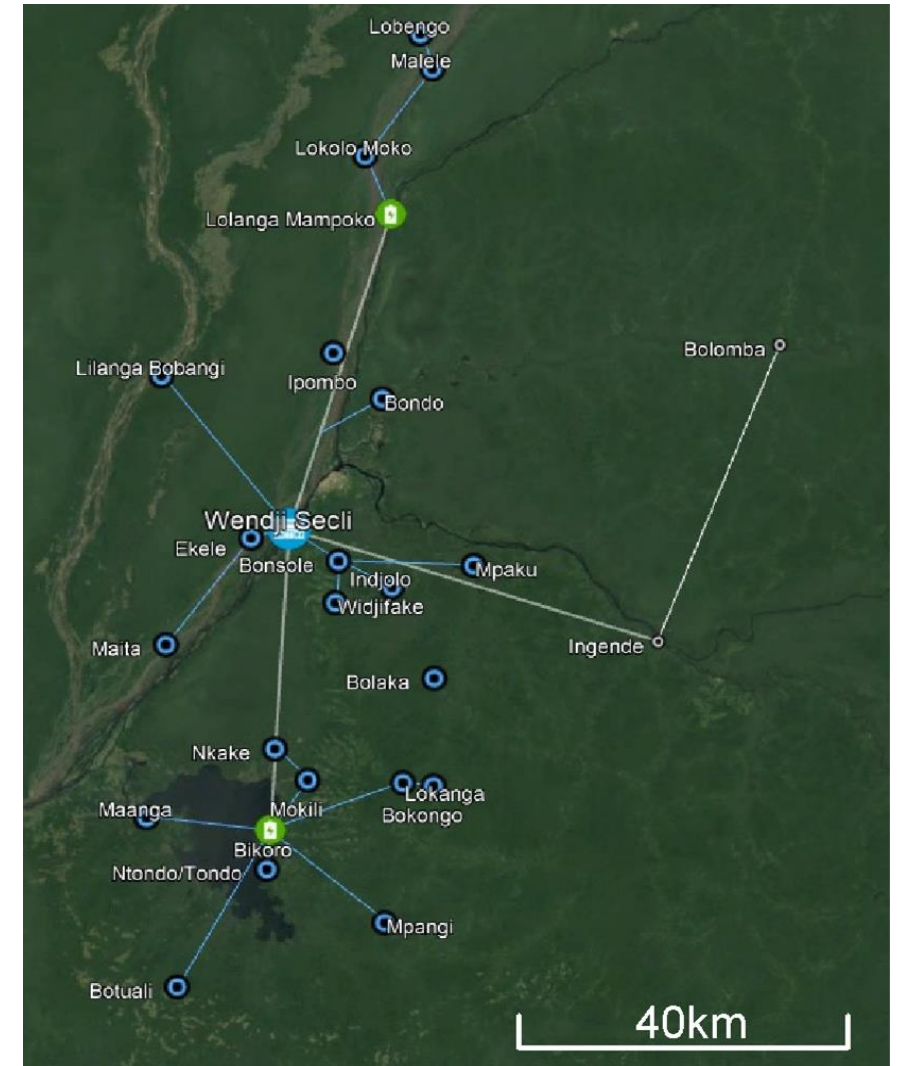 Lobengo
Malele
Lokolo Moko
Lolanga Mampoko
Bolomba
Lilanga Bobangi
Ipombo
Bondo
Wendji Secli
Ekele
Bonsole
Indjolo
Mpaku
Widjifake
Maita
Ingende
Bolaka
Nkake
Maanga
Mokili
Lokanga
Bokongo
Bikoro
Ntondo/Tondo
Mpangi
Botuali
40km